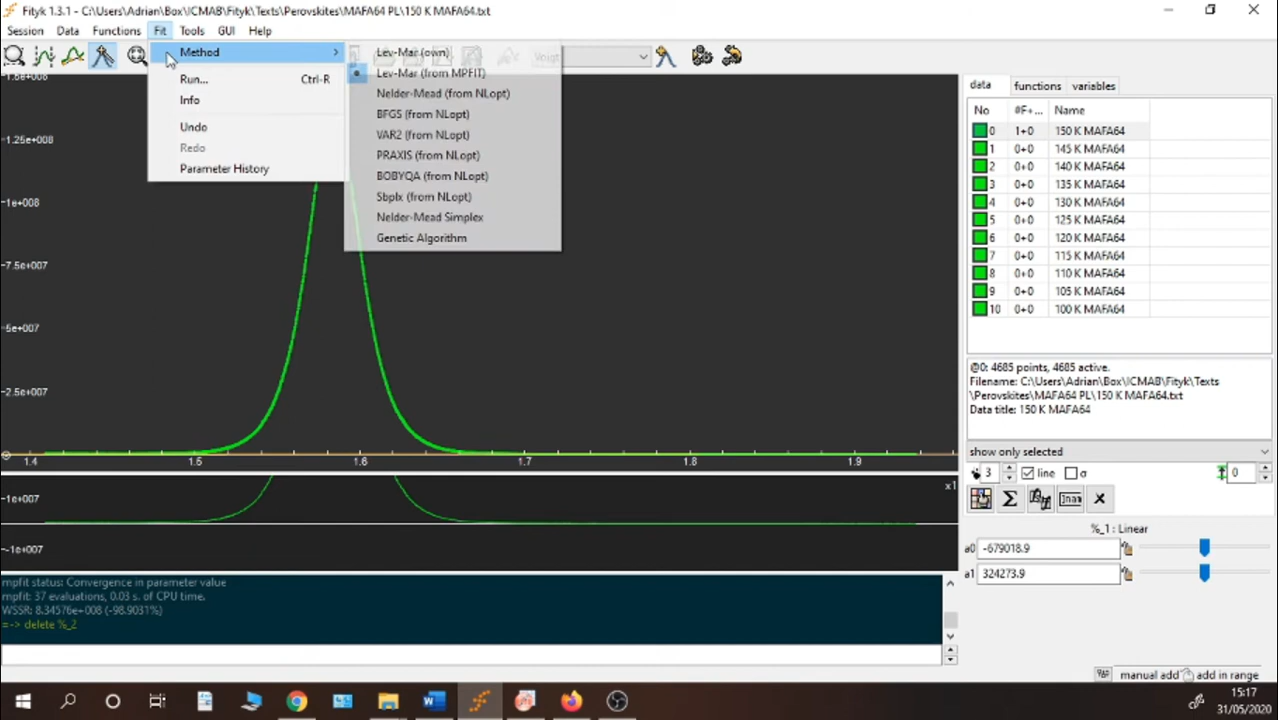 Fityk 1.3.1 - C:\Users\Adrian\Box\ICMAB\Fityk\Texts\Perovskites\MAFA64 PL\150 K MAFA64.txt
Session Data Functions Fit Tools GUI Help
Method
Run... Ctrl-R
Info
Undo
Redo
Parameter History
Lev-Mar (own)
Lev-Mar (from MPFIT)
Nelder-Mead (from NLopt)
BFGS (from NLopt)
VAR2 (from NLopt)
PRAXIS (from NLopt)
BOBYQA (from NLopt)
Sbplx (from NLopt)
Nelder-Mead Simplex
Genetic Algorithm
Voigt
1.5e+008
1.25e+008
1e+008
7.5e+007
5e+007
2.5e+007
1.4 1.5 1.6 1.7 1.8 1.9
1e+007
-1e+007
x1
mpfit status: Convergence in parameter value
mpfit: 37 evaluations, 0.03 s. of CPU time.
WSSR: 8.34576e+008 (-98.9031%)
=-> delete %_2
data functions variables
No #F+... Name
0 1+0 150 K MAFA64
1 0+0 145 K MAFA64
2 0+0 140 K MAFA64
3 0+0 135 K MAFA64
4 0+0 130 K MAFA64
5 0+0 125 K MAFA64
6 0+0 120 K MAFA64
7 0+0 115 K MAFA64
8 0+0 110 K MAFA64
9 0+0 105 K MAFA64
10 0+0 100 K MAFA64
@0: 4685 points, 4685 active.
Filename: C:\Users\Adrian\Box\ICMAB\Fityk\Texts
\Perovskites\MAFA64 PL\150 K MAFA64.txt
Data title: 150 K MAFA64
show only selected
3 line σ 0
Σ
%_1 : Linear
a0 -679018.9
a1 324273.9
manual add add in range
15:17
31/05/2020